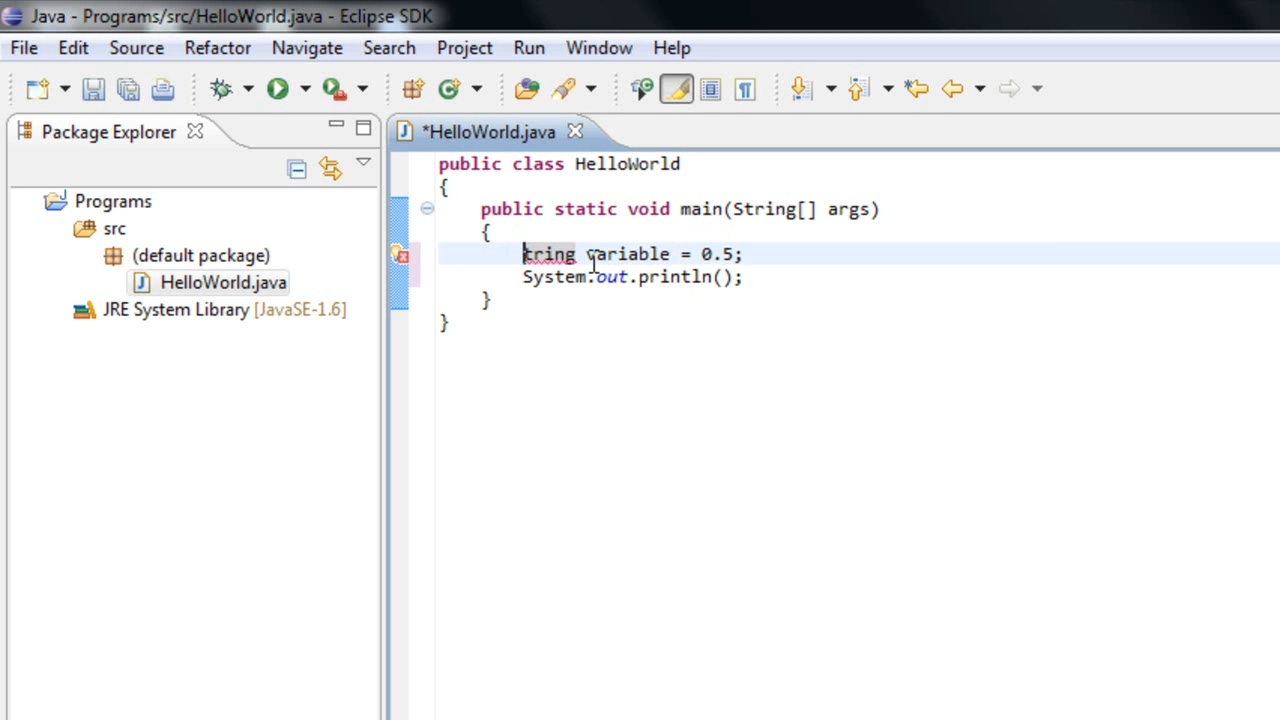 Java - Programs/src/HelloWorld.java - Eclipse SDK
File Edit Source Refactor Navigate Search Project Run Window Help
Package Explorer
*HelloWorld.java
Programs
src
(default package)
HelloWorld.java
JRE System Library [JavaSE-1.6]
public class HelloWorld
{
public static void main(String[] args)
{
tring variable = 0.5;
System.out.println();
}
}